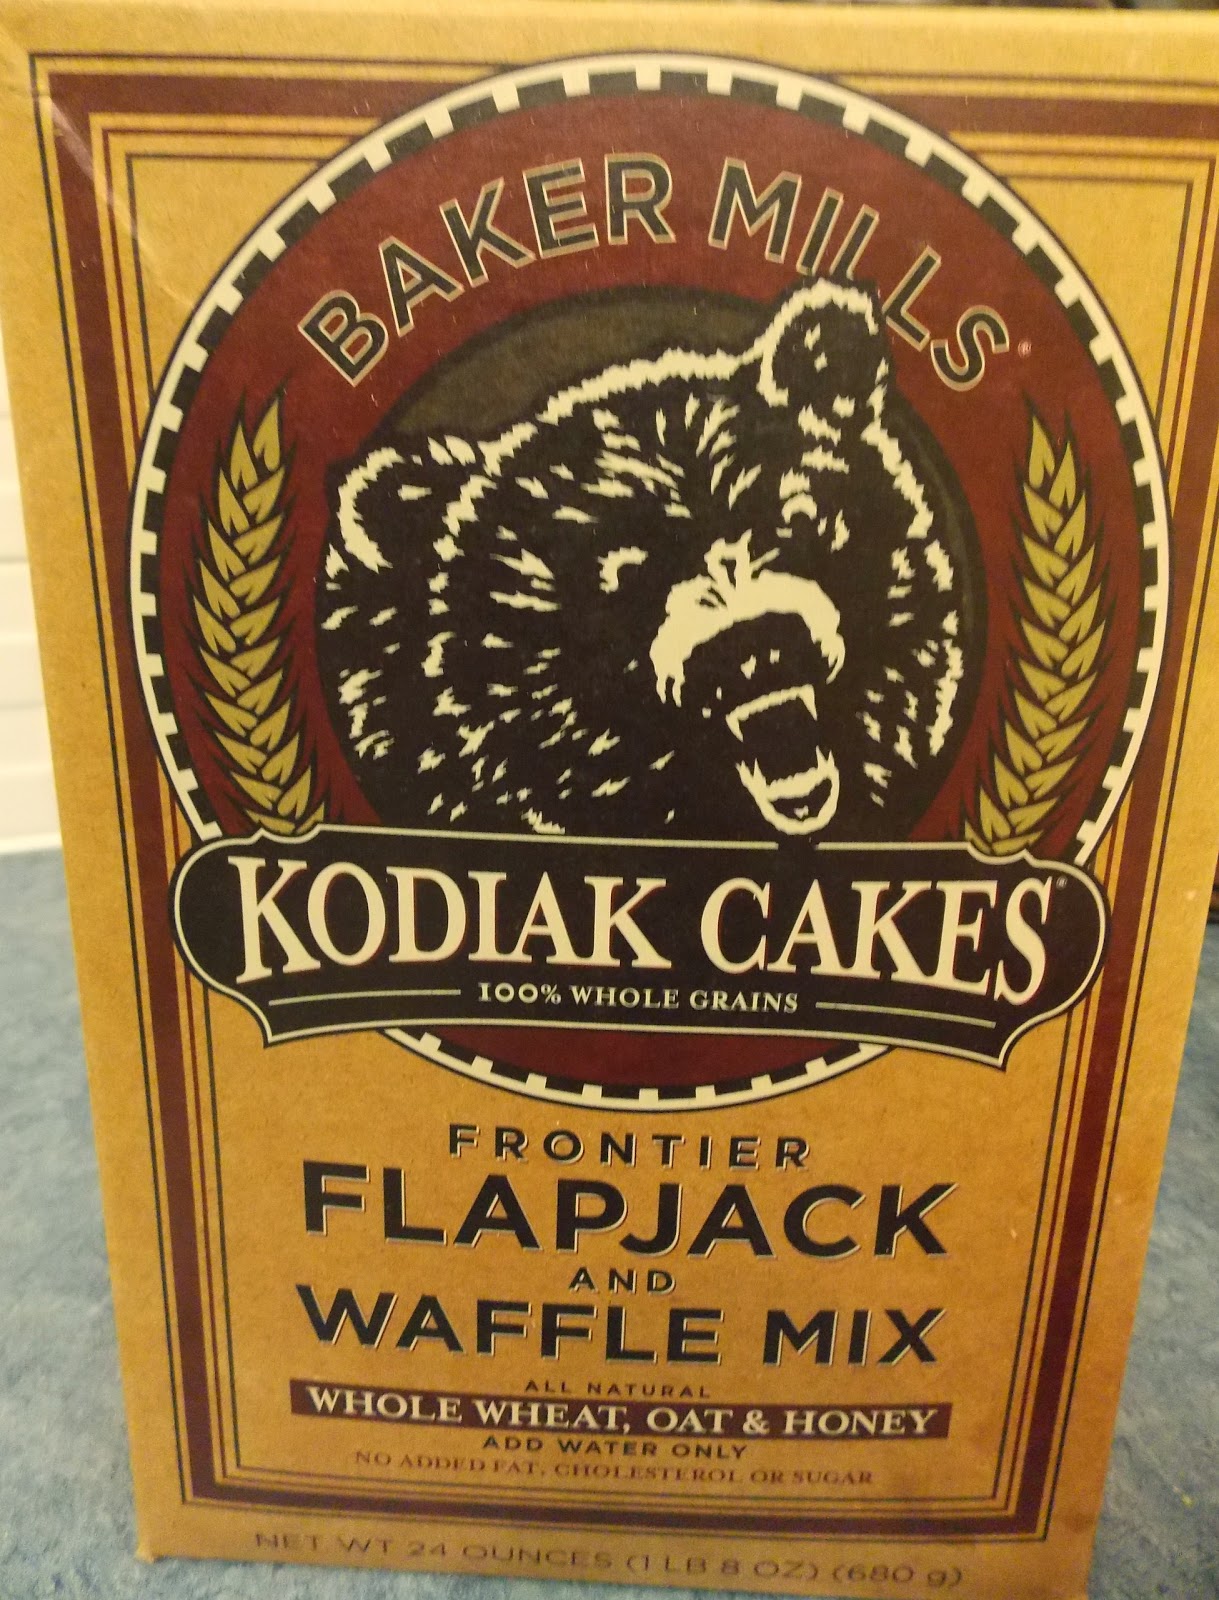 BAKER MILLS®
KODIAK CAKES®
100% WHOLE GRAINS
FRONTIER
FLAPJACK
AND
WAFFLE MIX
ALL NATURAL
WHOLE WHEAT, OAT & HONEY
ADD WATER ONLY
NO ADDED FAT, CHOLESTEROL OR SUGAR
NET WT 24 OUNCES (1 LB 8 OZ) (680 g)